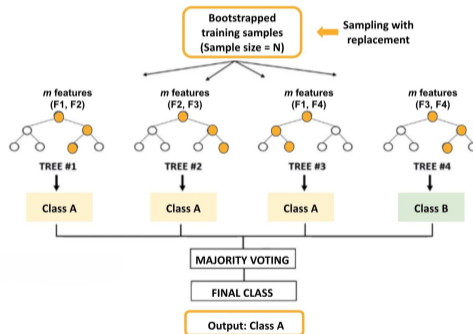 Bootstrapped
training samples
(Sample size = N)
Sampling with
replacement
m features
(F1, F2)
m features
(F2, F3)
m features
(F1, F4)
m features
(F3, F4)
TREE #1
TREE #2
TREE #3
TREE #4
Class A
Class A
Class A
Class B
MAJORITY VOTING
FINAL CLASS
Output: Class A